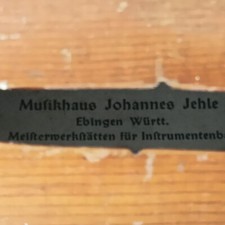 Muſikhaus Johannes Jehle
Ebingen Württ.
Meiſterwerkſtätten für Inſtrumentenb